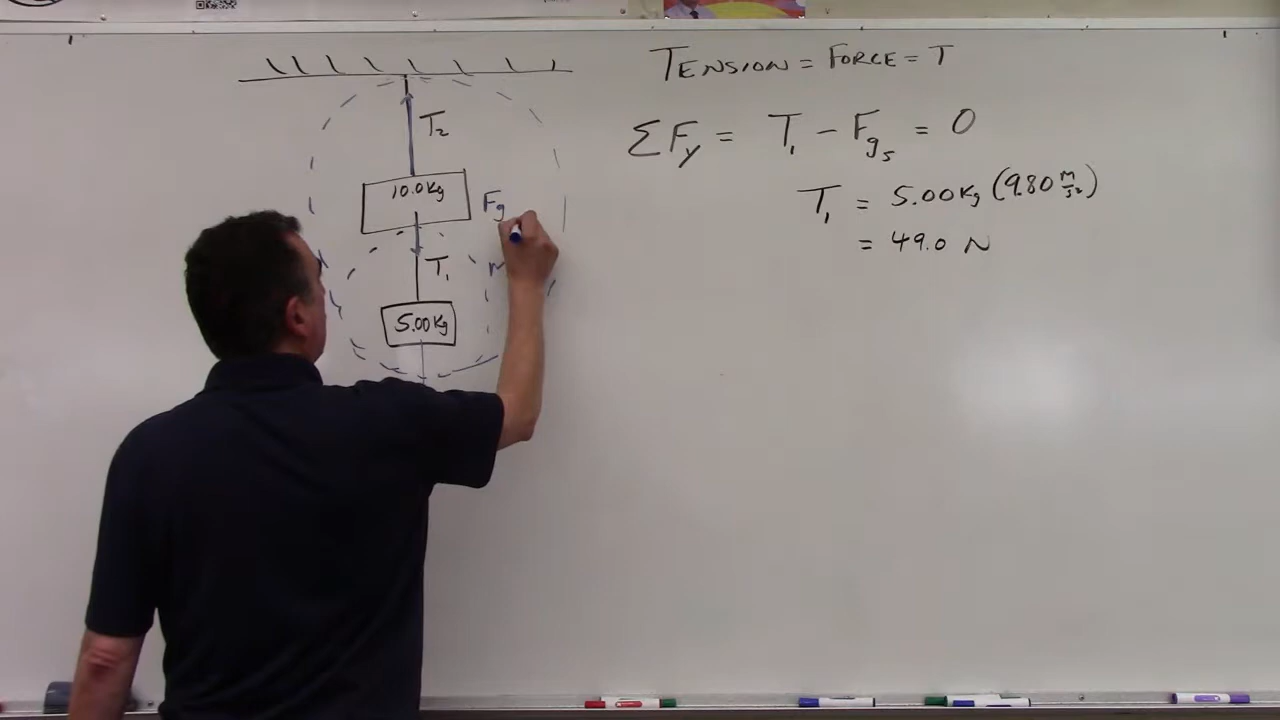 TENSION = FORCE = T
ΣFy = T₁ − Fg₅ = 0
T₁ = 5.00 Kg (9.80 m/s²)
= 49.0 N
T₂
10.0 Kg
Fg
T₁
5.00 Kg